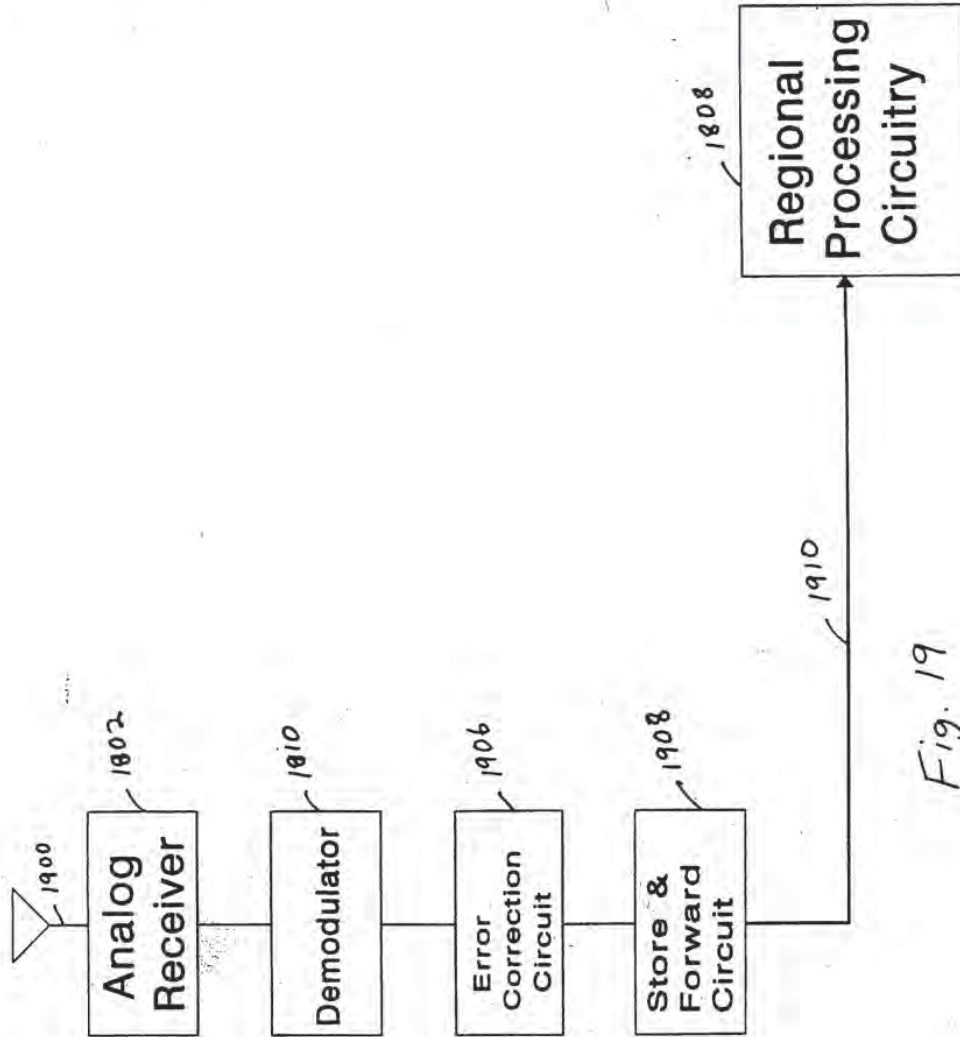 1900
Analog
Receiver
1802
Demodulator
1810
Error
Correction
Circuit
1906
Store &
Forward
Circuit
1908
1910
Regional
Processing
Circuitry
1808
Fig. 19